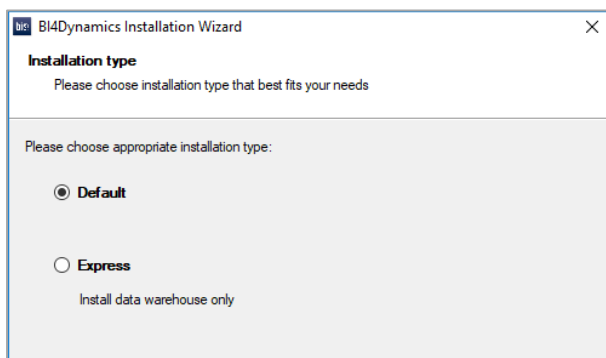 bi4 BI4Dynamics Installation Wizard
Installation type
Please choose installation type that best fits your needs
Please choose appropriate installation type:
Default
Express
Install data warehouse only